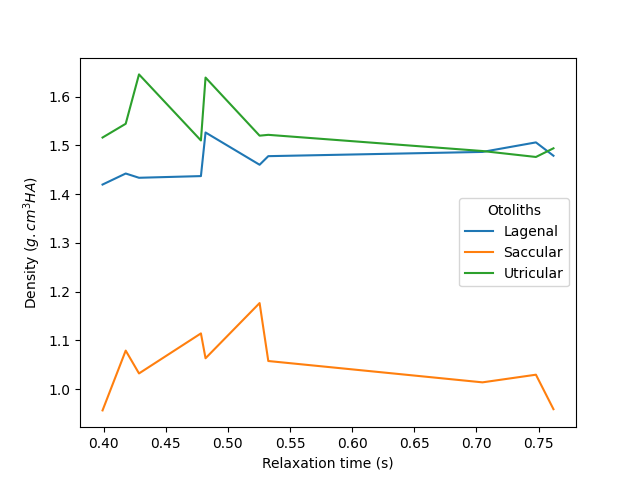 1.6
1.5
1.4
1.3
1.2
1.1
1.0
Density (g. cm³HA)
Otoliths
Lagenal
Saccular
Utricular
0.40 0.45 0.50 0.55 0.60 0.65 0.70 0.75
Relaxation time (s)